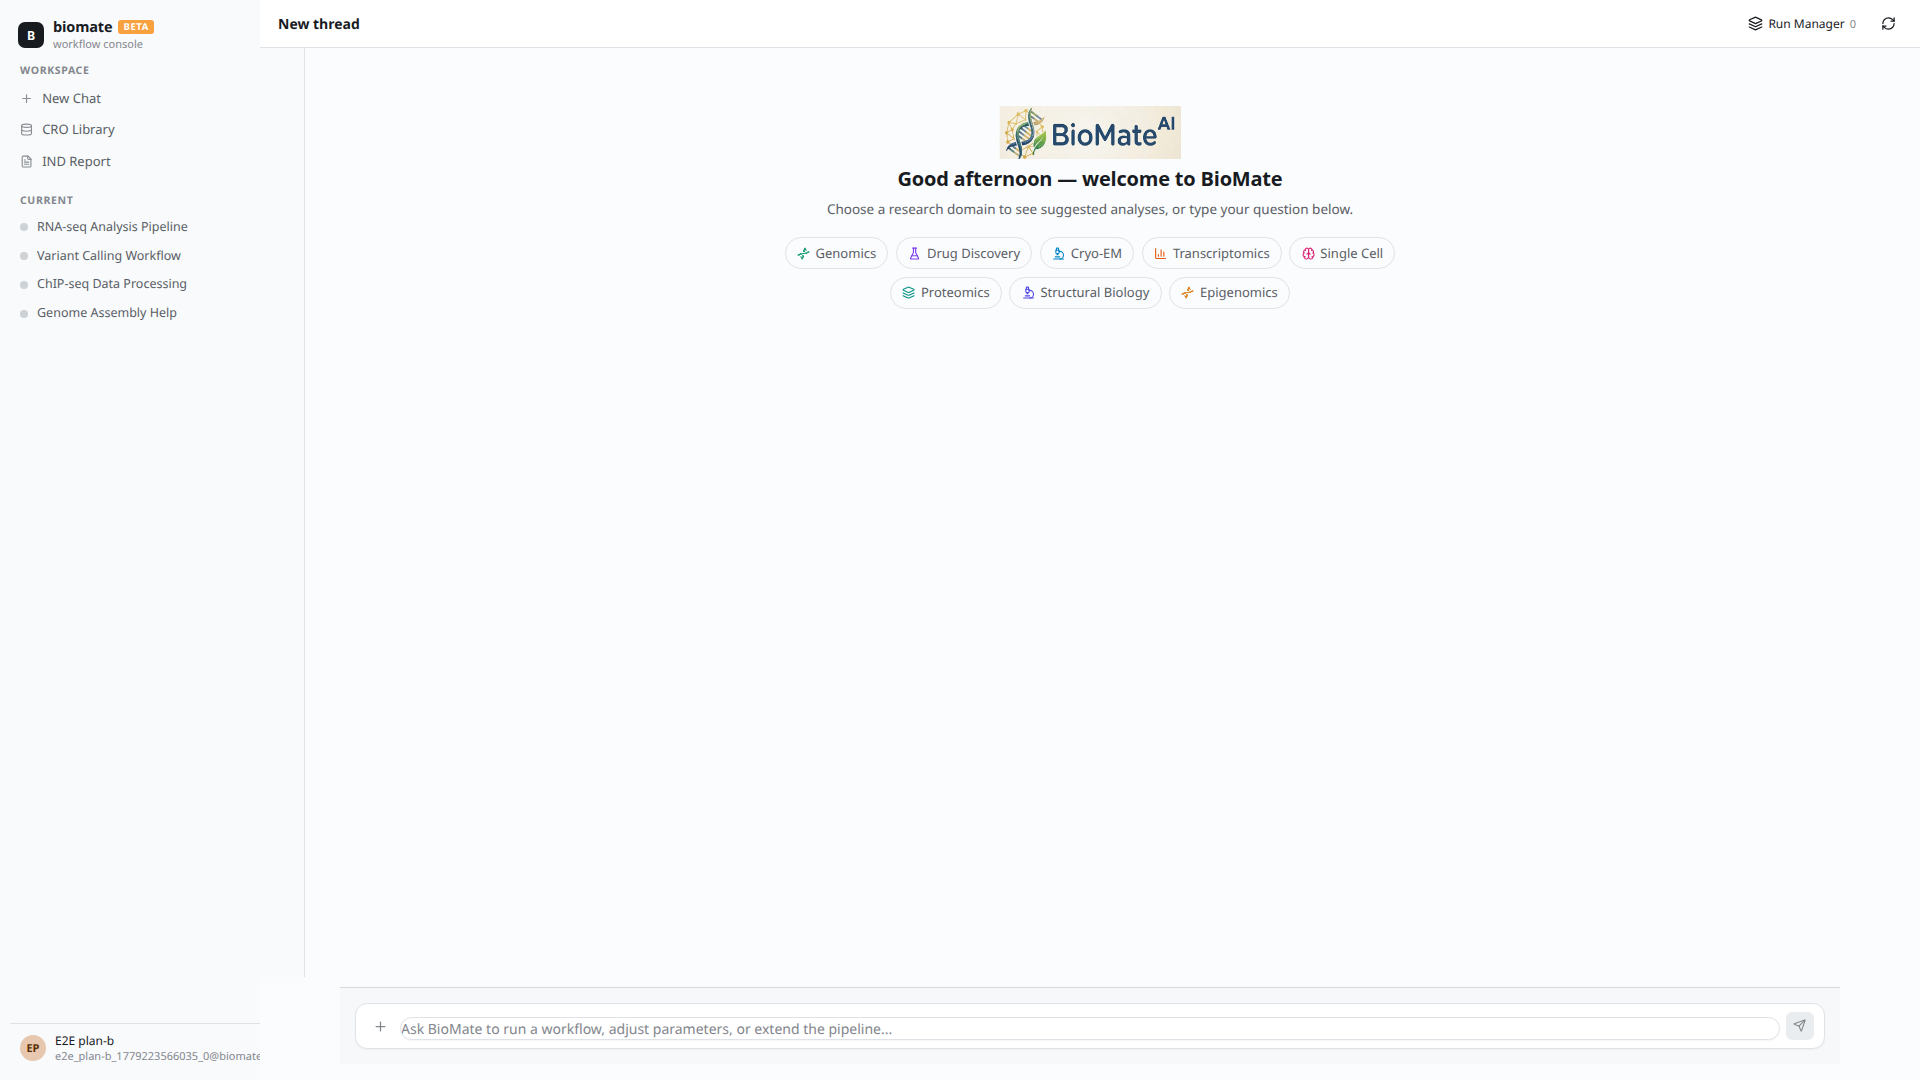 B
biomate BETA
workflow console
WORKSPACE
New Chat
CRO Library
IND Report
CURRENT
RNA-seq Analysis Pipeline
Variant Calling Workflow
ChIP-seq Data Processing
Genome Assembly Help
EP
E2E plan-b
e2e_plan-b_1779223566035_0@biomate
New thread
Run Manager 0
BioMate AI
Good afternoon — welcome to BioMate
Choose a research domain to see suggested analyses, or type your question below.
Genomics Drug Discovery Cryo-EM Transcriptomics Single Cell
Proteomics Structural Biology Epigenomics
Ask BioMate to run a workflow, adjust parameters, or extend the pipeline...